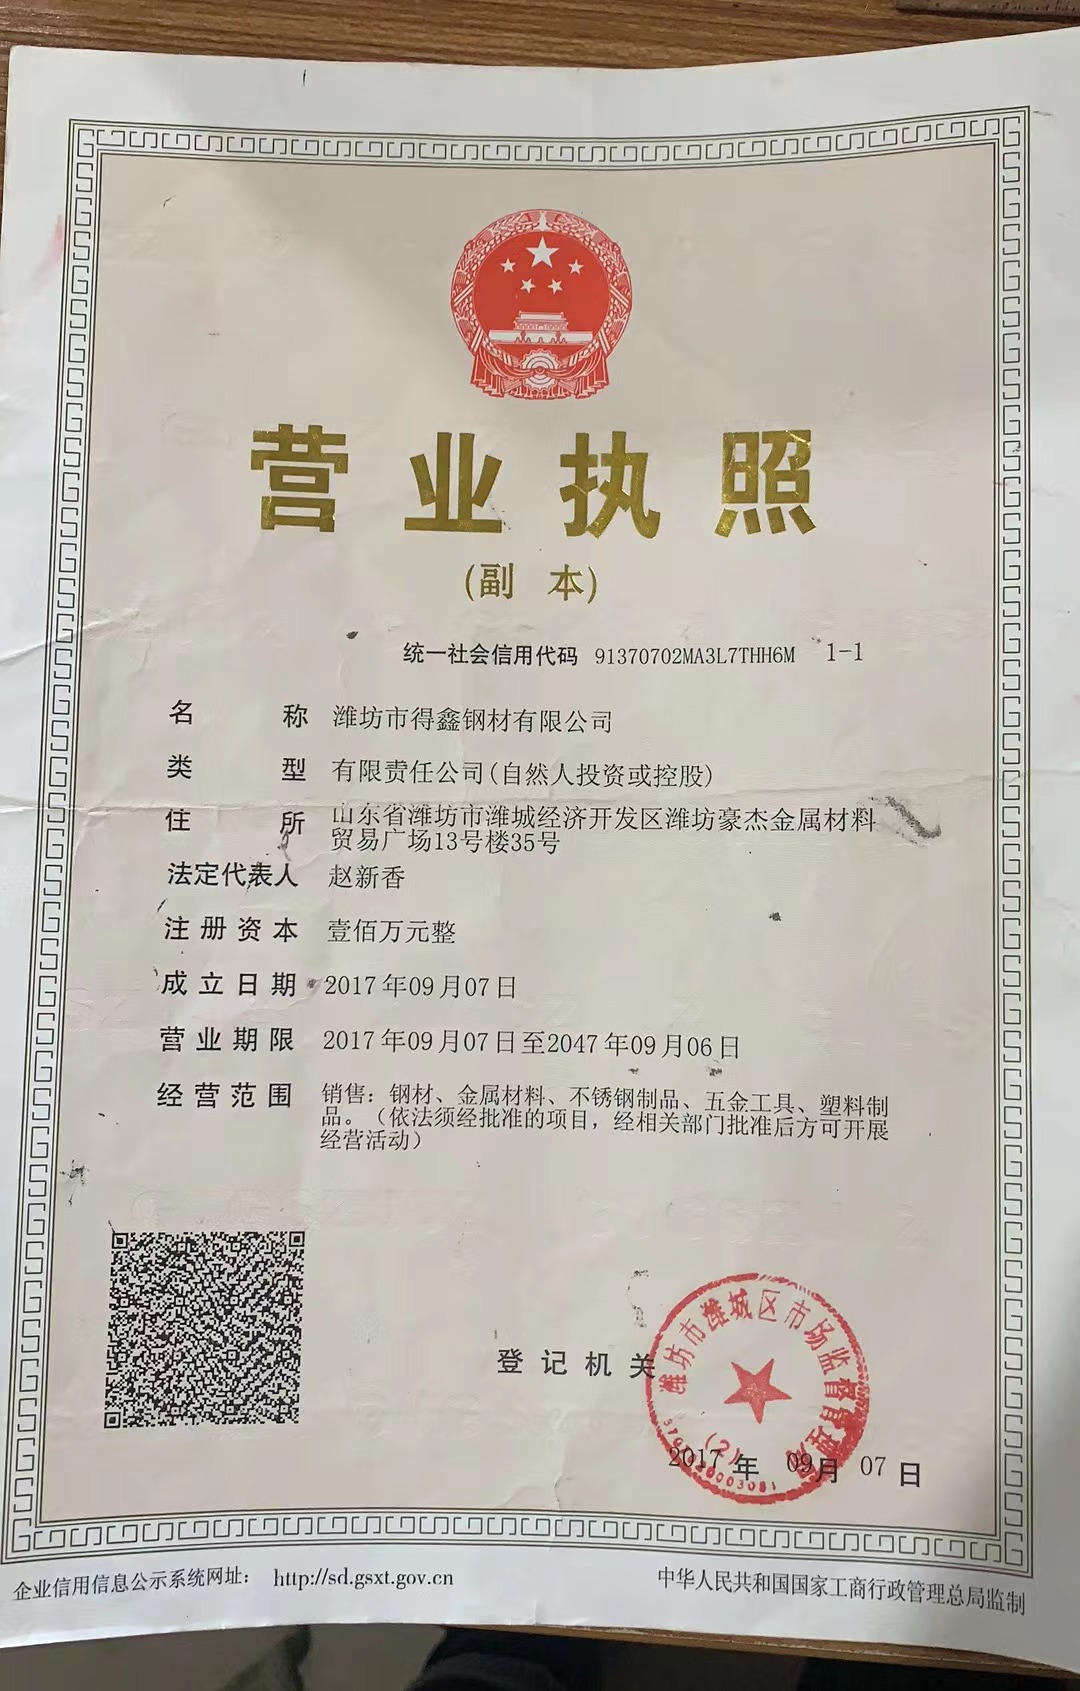 营业执照
(副 本)
统一社会信用代码 91370702MA3L7THH6M 1-1
名称 潍坊市得鑫钢材有限公司
类型 有限责任公司(自然人投资或控股)
住所 山东省潍坊市潍城经济开发区潍坊豪杰金属材料
贸易广场13号楼35号
法定代表人 赵新香
注册资本 壹佰万元整
成立日期 2017年09月07日
营业期限 2017年09月07日至2047年09月06日
经营范围 销售：钢材、金属材料、不锈钢制品、五金工具、塑料制
品。（依法须经批准的项目，经相关部门批准后方可开展
经营活动）
登记机关
潍坊市潍城区市场监督管理局
(2)
2017年 09月 07日
企业信用信息公示系统网址： http://sd.gsxt.gov.cn
中华人民共和国国家工商行政管理总局监制